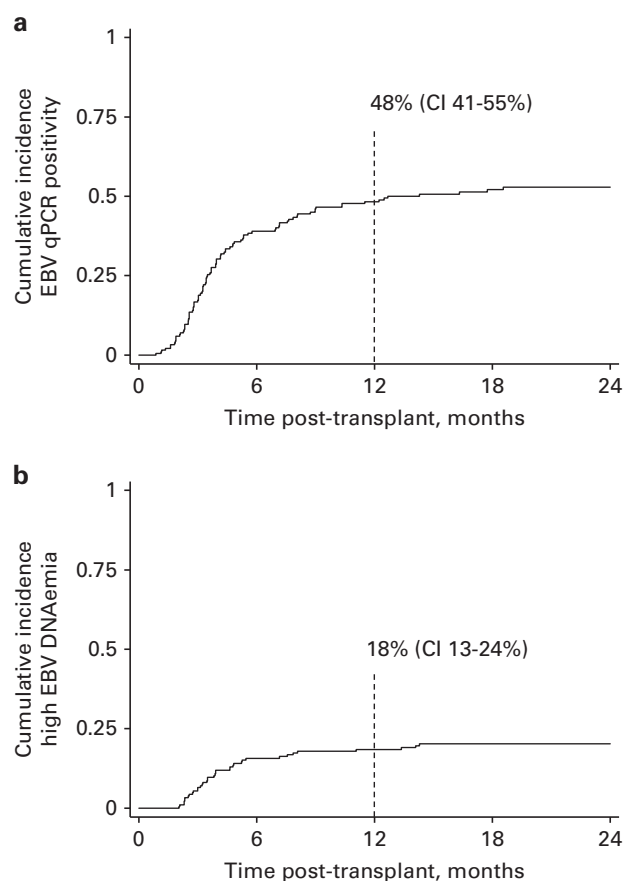 a
Cumulative incidence
EBV qPCR positivity
1
0.75
0.5
0.25
0
48% (CI 41-55%)
0 6 12 18 24
Time post-transplant, months
b
Cumulative incidence
high EBV DNAemia
1
0.75
0.5
0.25
0
18% (CI 13-24%)
0 6 12 18 24
Time post-transplant, months